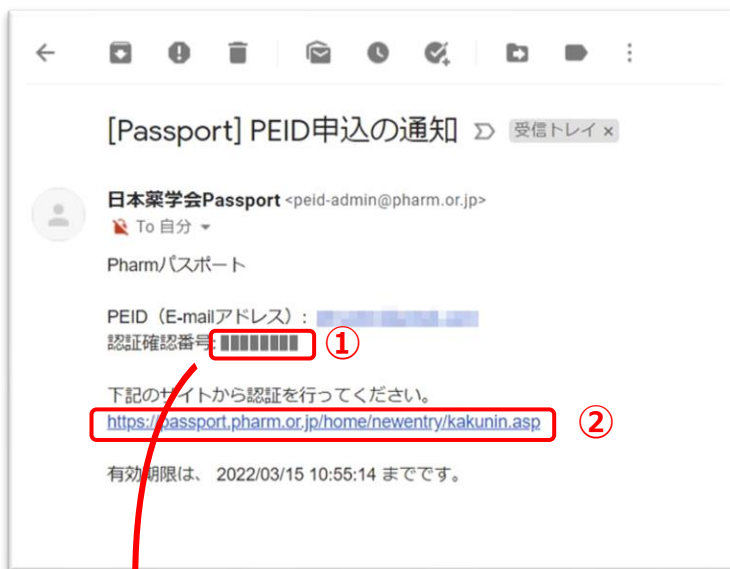 [Passport] PEID申込の通知 受信トレイ ×
日本薬学会Passport <peid-admin@pharm.or.jp>
To 自分
Pharmパスポート
PEID（E-mailアドレス）:
認証確認番号: ①
下記のサイトから認証を行ってください。
https://passport.pharm.or.jp/home/newentry/kakunin.asp ②
有効期限は、 2022/03/15 10:55:14 までです。